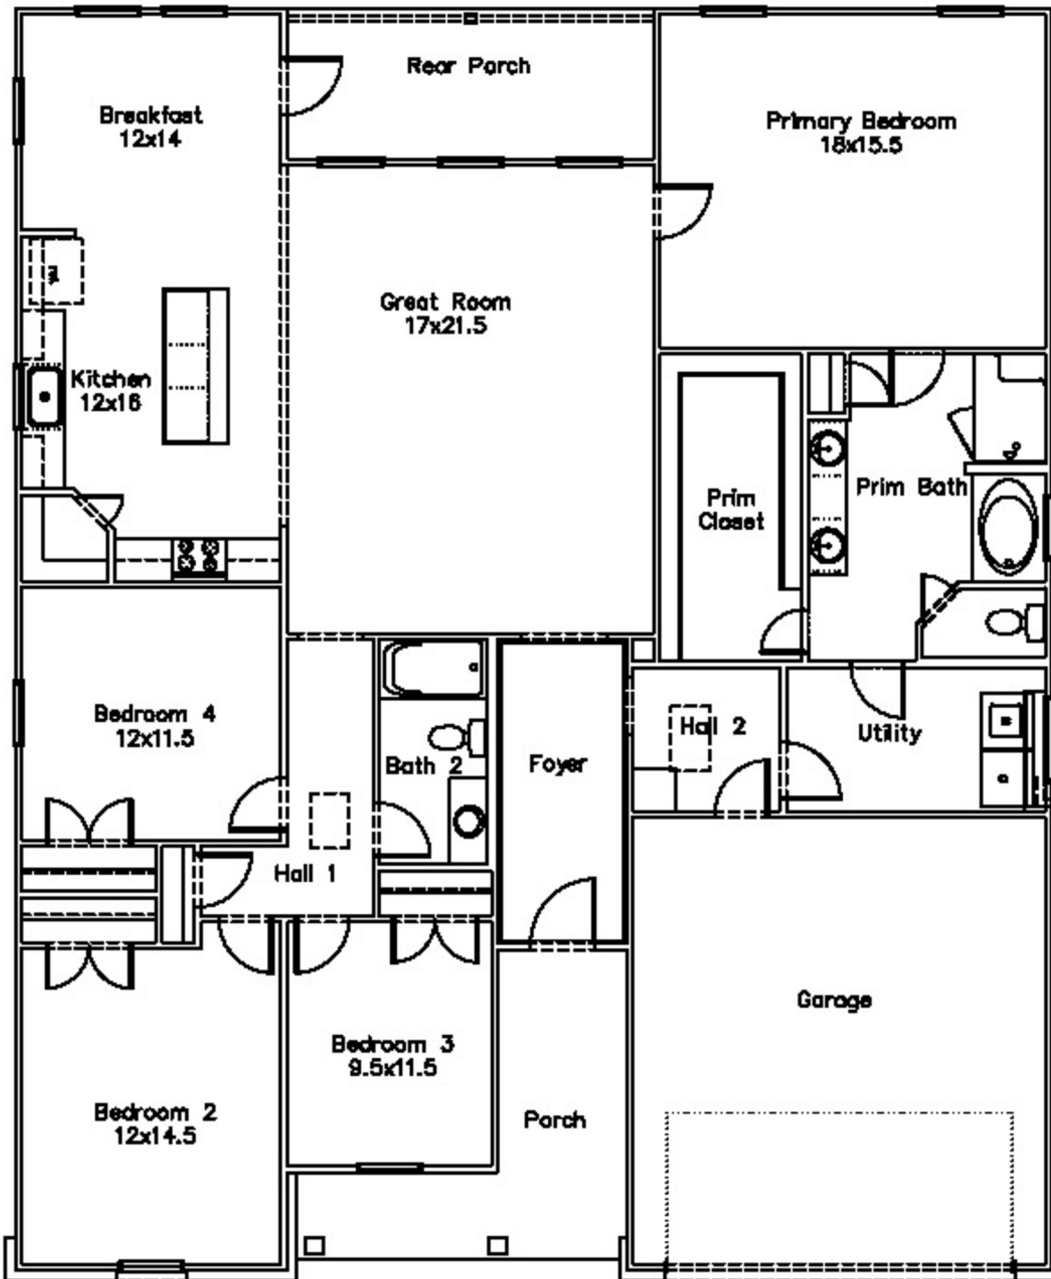 Rear Porch
Breakfast
12x14
Primary Bedroom
18x15.5
Great Room
17x21.5
Kitchen
12x16
Prim
Closet
Prim Bath
Bedroom 4
12x11.5
Bath 2
Foyer
Hall 2
Utility
Hall 1
Garage
Bedroom 3
9.5x11.5
Bedroom 2
12x14.5
Porch